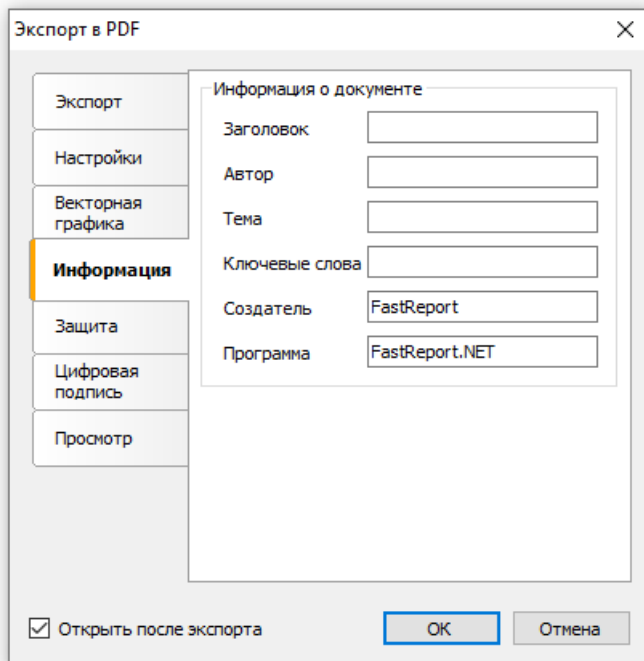 Экспорт в PDF
Экспорт
Настройки
Векторная
графика
Информация
Защита
Цифровая
подпись
Просмотр
Информация о документе
Заголовок
Автор
Тема
Ключевые слова
Создатель FastReport
Программа FastReport.NET
Открыть после экспорта
OK
Отмена